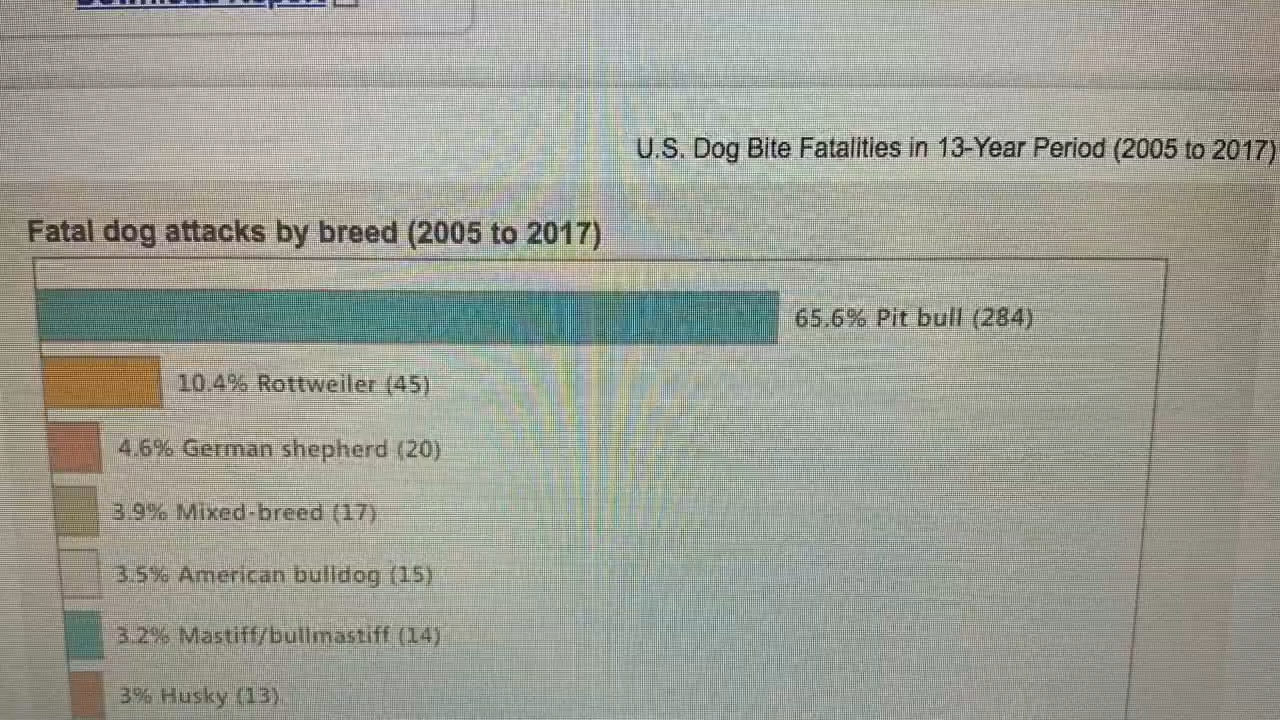 U.S. Dog Bite Fatalities in 13-Year Period (2005 to 2017)
Fatal dog attacks by breed (2005 to 2017)
65.6% Pit bull (284)
10.4% Rottweiler (45)
4.6% German shepherd (20)
3.9% Mixed-breed (17)
3.5% American bulldog (15)
3.2% Mastiff/bullmastiff (14)
3% Husky (13)